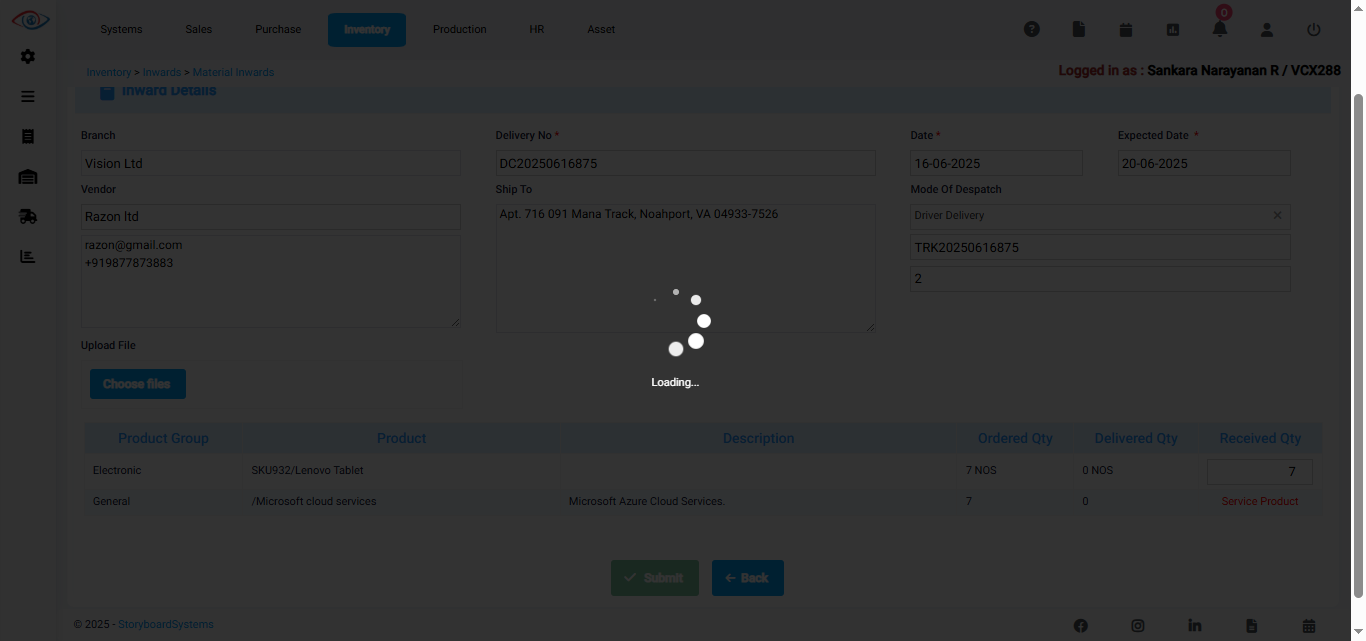 Systems Sales Purchase Inventory Production HR Asset 0
Inventory > Inwards > Material Inwards Logged in as : Sankara Narayanan R / VCX288
Inward Details
Branch Delivery No * Date * Expected Date *
Vision Ltd DC20250616875 16-06-2025 20-06-2025
Vendor Ship To Mode Of Despatch
Razon ltd Apt. 716 091 Mana Track, Noahport, VA 04933-7526 Driver Delivery ×
razon@gmail.com TRK20250616875
+919877873883 2
Upload File
Choose files
Loading...
Product Group Product Description Ordered Qty Delivered Qty Received Qty
Electronic SKU932/Lenovo Tablet 7 NOS 0 NOS 7
General /Microsoft cloud services Microsoft Azure Cloud Services. 7 0 Service Product
Submit Back
© 2025 - StoryboardSystems